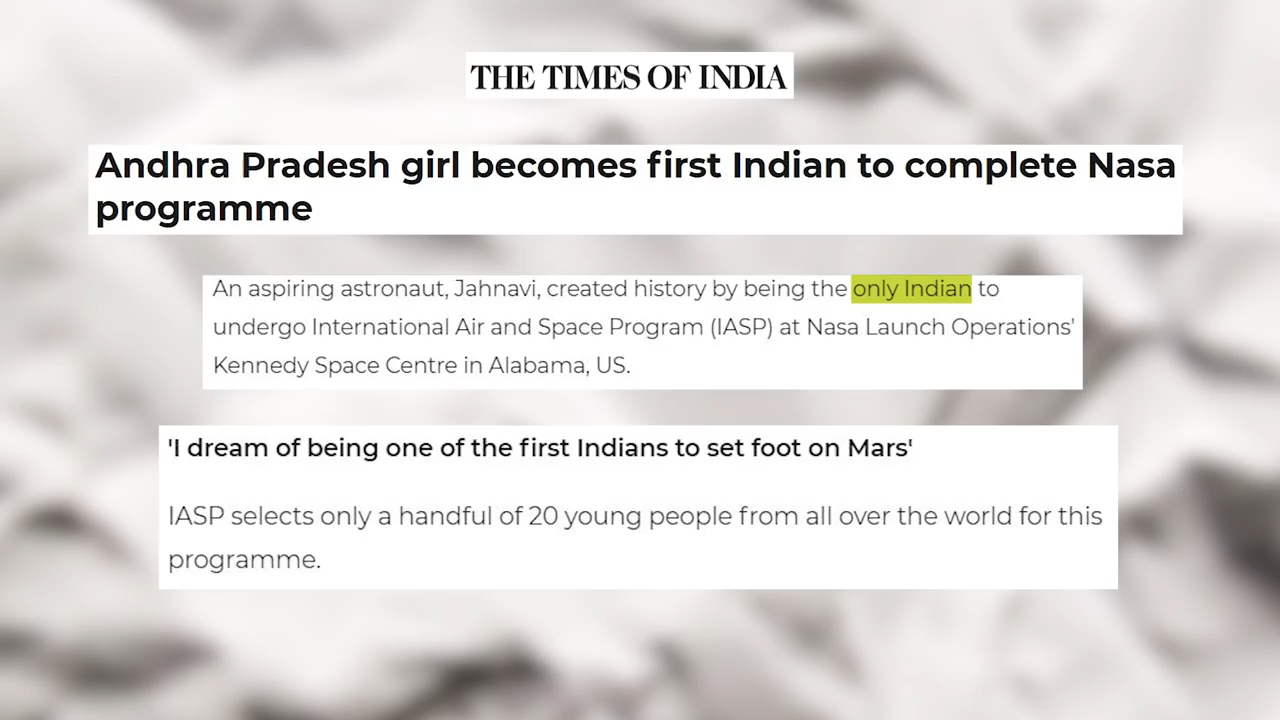 THE TIMES OF INDIA
Andhra Pradesh girl becomes first Indian to complete Nasa
programme
An aspiring astronaut, Jahnavi, created history by being the only Indian to
undergo International Air and Space Program (IASP) at Nasa Launch Operations'
Kennedy Space Centre in Alabama, US.
'I dream of being one of the first Indians to set foot on Mars'
IASP selects only a handful of 20 young people from all over the world for this
programme.